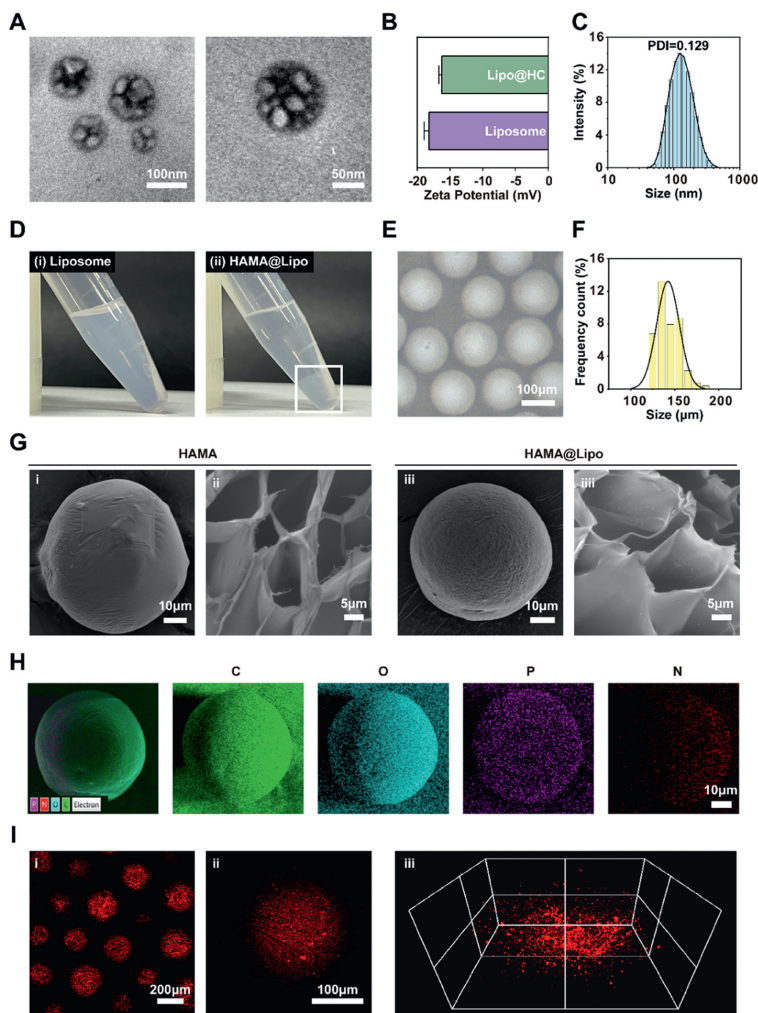 A
100nm
50nm
B
Lipo@HC
Liposome
-20 -15 -10 -5 0
Zeta Potential (mV)
C
PDI=0.129
Intensity (%)
16
12
8
4
0
10 100 1000
Size (nm)
D
(i) Liposome
(ii) HAMA@Lipo
E
100μm
F
Frequency count (%)
16
12
8
4
0
100 150 200
Size (μm)
G
HAMA
HAMA@Lipo
i
10μm
ii
5μm
iii
10μm
iiii
5μm
H
C
O
P
N
P N O C Electron
10μm
I
i
200μm
ii
100μm
iii